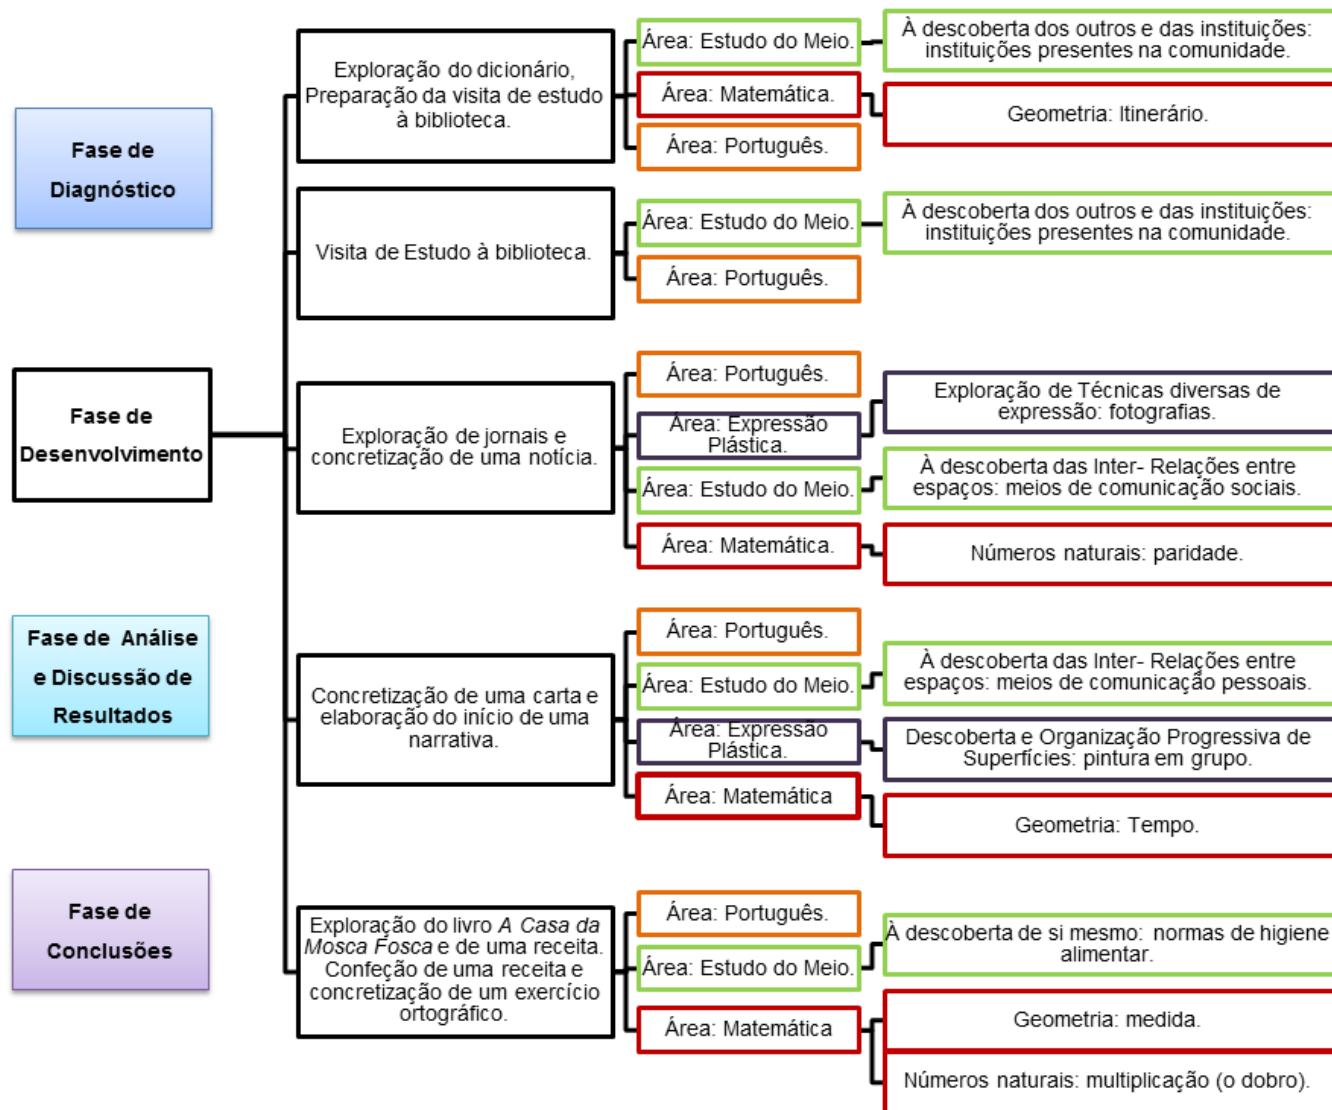 Fase de
Diagnóstico
Fase de
Desenvolvimento
Fase de Análise
e Discussão de
Resultados
Fase de
Conclusões
Exploração do dicionário,
Preparação da visita de estudo
à biblioteca.
Área: Estudo do Meio.
À descoberta dos outros e das instituições:
instituições presentes na comunidade.
Área: Matemática.
Geometria: Itinerário.
Área: Português.
Visita de Estudo à biblioteca.
Área: Estudo do Meio.
À descoberta dos outros e das instituições:
instituições presentes na comunidade.
Área: Português.
Exploração de jornais e
concretização de uma notícia.
Área: Português.
Área: Expressão
Plástica.
Exploração de Técnicas diversas de
expressão: fotografias.
Área: Estudo do Meio.
À descoberta das Inter- Relações entre
espaços: meios de comunicação sociais.
Área: Matemática.
Números naturais: paridade.
Concretização de uma carta e
elaboração do início de uma
narrativa.
Área: Português.
Área: Estudo do Meio.
À descoberta das Inter- Relações entre
espaços: meios de comunicação pessoais.
Área: Expressão
Plástica.
Descoberta e Organização Progressiva de
Superfícies: pintura em grupo.
Área: Matemática
Geometria: Tempo.
Exploração do livro A Casa da
Mosca Fosca e de uma receita.
Confeção de uma receita e
concretização de um exercício
ortográfico.
Área: Português.
Área: Estudo do Meio.
À descoberta de si mesmo: normas de higiene
alimentar.
Área: Matemática
Geometria: medida.
Números naturais: multiplicação (o dobro).